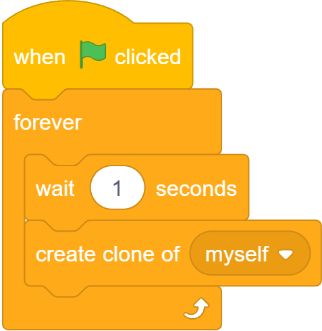 when clicked
forever
wait 1 seconds
create clone of myself